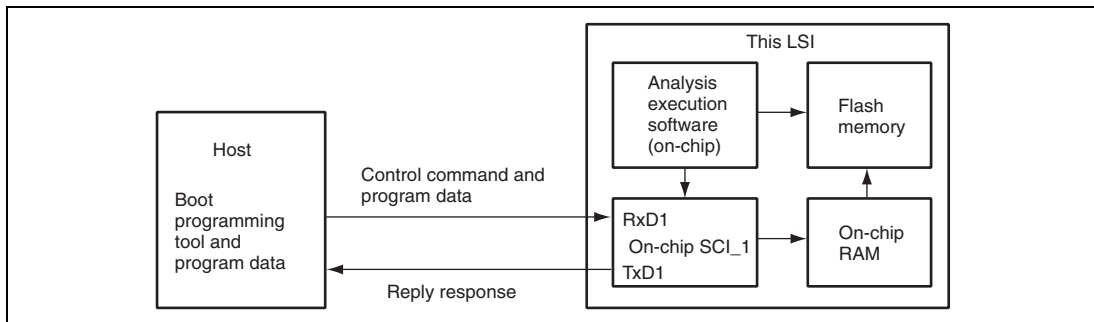 This LSI
Host
Boot
programming
tool and
program data
Control command and
program data
Reply response
Analysis
execution
software
(on-chip)
Flash
memory
RxD1
On-chip SCI_1
TxD1
On-chip
RAM